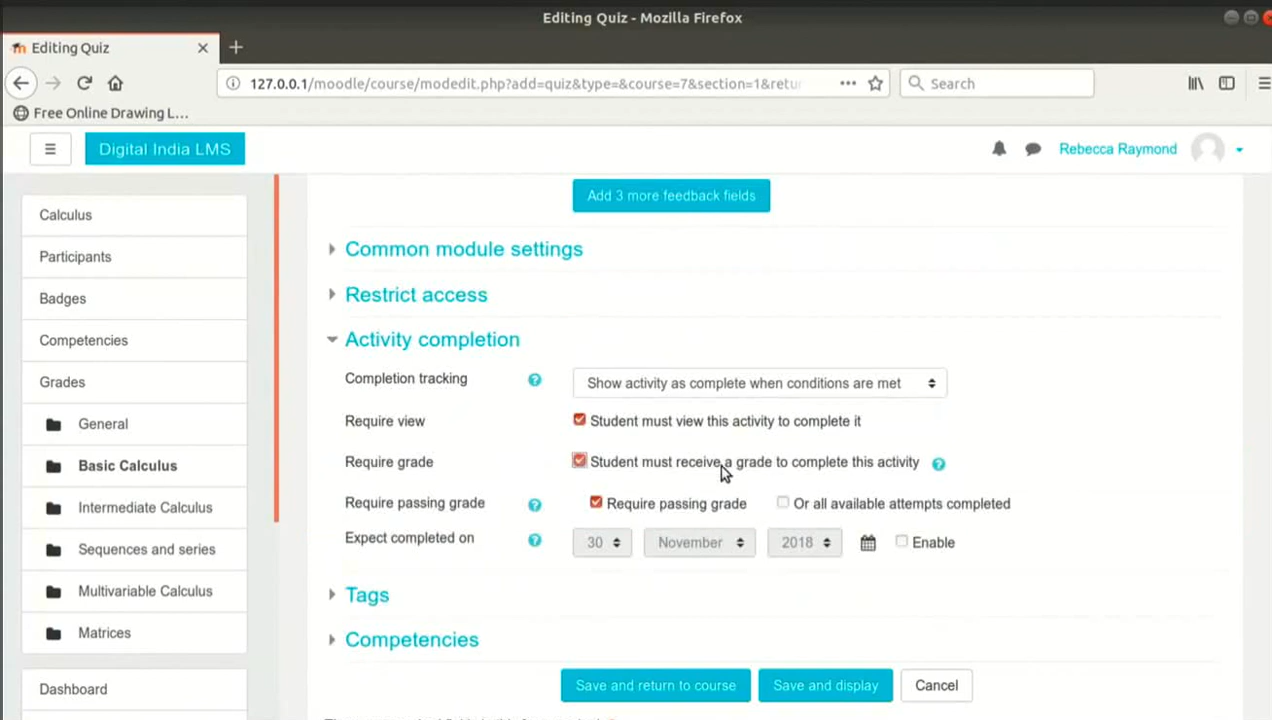 Editing Quiz - Mozilla Firefox
Editing Quiz
127.0.0.1/moodle/course/modedit.php?add=quiz&type=&course=7&section=1&retu
Search
Free Online Drawing L...
Digital India LMS
Rebecca Raymond
Calculus
Participants
Badges
Competencies
Grades
General
Basic Calculus
Intermediate Calculus
Sequences and series
Multivariable Calculus
Matrices
Dashboard
Add 3 more feedback fields
Common module settings
Restrict access
Activity completion
Completion tracking
Show activity as complete when conditions are met
Require view
Student must view this activity to complete it
Require grade
Student must receive a grade to complete this activity
Require passing grade
Require passing grade
Or all available attempts completed
Expect completed on
30
November
2018
Enable
Tags
Competencies
Save and return to course
Save and display
Cancel